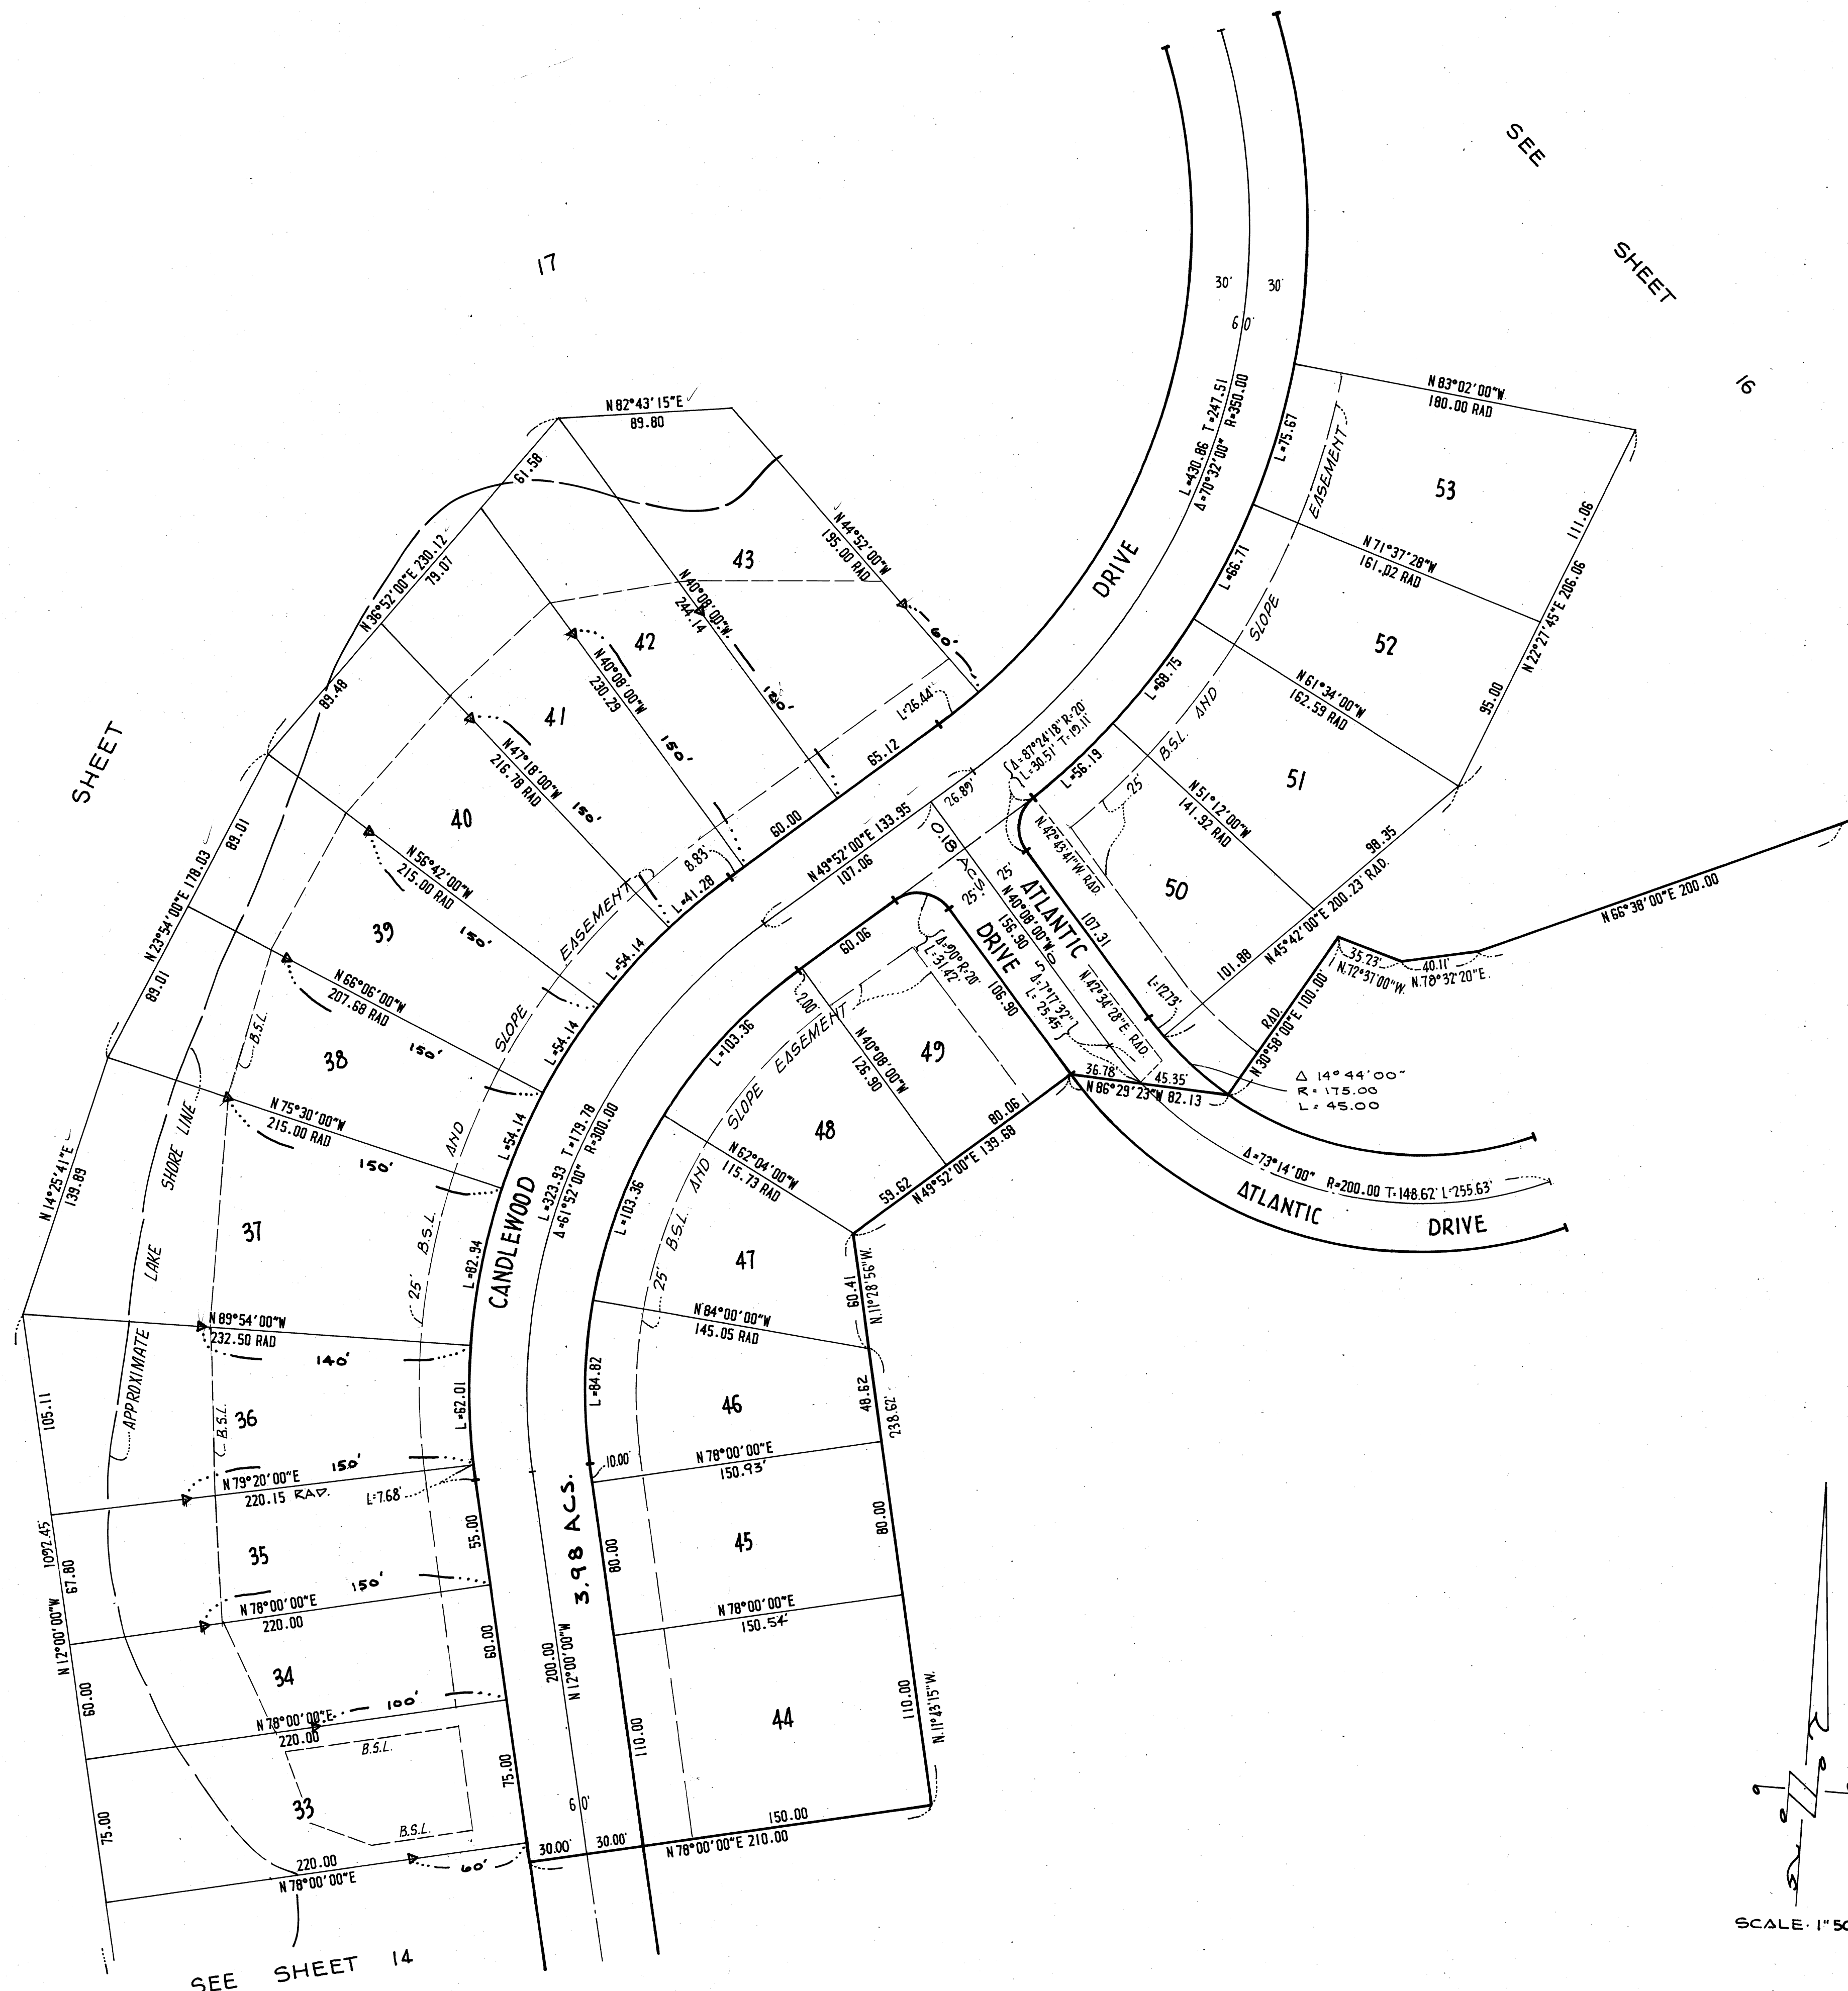 SEE
SHEET
16
17
SHEET
30'
30'
60'
DRIVE
L=430.86 T=247.51
Δ=70°32'00" R=350.00
N 83°02'00"W
180.00 RAD
L=75.67
EASEMENT
53
111.06
N 22°27'45"E 206.06
N 71°37'28"W
161.02 RAD
L=66.71
SLOPE
52
95.00
N 61°34'00"W
162.59 RAD
L=68.75
AND
B.S.L.
25'
51
N 51°12'00"W
141.92 RAD
L=56.19
98.35
N 45°42'00"E 200.23' RAD.
101.88
50
N 82°43'15"E
89.80
61.58
N 44°52'00"W
195.00 RAD
60'
43
N 40°08'00"W.
244.14
120'
42
N 40°08'00"W
230.29
150'
N 36°52'00"E 230.12
79.07
89.48
41
N 47°18'00"W
216.78 RAD
150'
40
N 56°42'00"W
215.00 RAD
150'
N 23°54'00"E 178.03
89.01
89.01
39
N 66°06'00"W
207.68 RAD
150'
38
B.S.L.
N 75°30'00"W
215.00 RAD
150'
N 14°25'41"E
139.89
37
LAKE
SHORE LINE
APPROXIMATE
N 89°54'00"W
232.50 RAD
140'
36
B.S.L.
105.11
N 79°20'00"E
220.15 RAD.
150'
L=7.68'
35
67.80
1092.45'
N 12°00'00"W
N 78°00'00"E
220.00
150'
34
60.00
N 78°00'00"E
220.00
100'
B.S.L.
33
B.S.L.
75.00
220.00
N 78°00'00"E
60'
SEE SHEET 14
L=26.44'
65.12
60.00
8.83'
L=41.28
L=54.14
L=54.14
L=54.14
L=82.94
L=62.01
55.00
60.00
75.00
EASEMENT
SLOPE
AND
B.S.L.
25'
CANDLEWOOD
L=323.93 T=179.78
Δ=61°52'00" R=300.00
N 49°52'00"E 133.95
107.06
26.89'
3.98 ACS.
200.00
N 12°00'00"W
60'
30.00'
30.00'
150.00
N 78°00'00"E 210.00
Δ=87°24'18" R=20'
L=30.51' T=19.11'
N.42°43'41"W. RAD.
0.18 ACS.
25'
25'
ATLANTIC
DRIVE
N 40°08'00"W
156.90
50
107.31
L=12.73'
N.42°34'28"E. RAD.
Δ=7°17'32"
L=25.45'
Δ=90° R=20'
L=31.42'
106.90
60.06
2.00'
L=103.36
L=103.36
L=84.82
10.00'
80.00
110.00
EASEMENT
SLOPE
AND
B.S.L.
25'
49
N 40°08'00"W
126.90
48
80.06
N 49°52'00"E 139.68
59.62
N 62°04'00"W
115.73 RAD
47
60.41
N.11°28'56"W.
N 84°00'00"W
145.05 RAD
46
48.62
238.62'
N 78°00'00"E
150.93'
45
80.00
N 78°00'00"E
150.54'
44
110.00
N.11°43'15"W.
36.78'
45.35'
N 86°29'23"W 82.13
RAD.
N 30°58'00"E 100.00'
35.23'
N.72°37'00"W.
40.11'
N.78°32'20"E.
N 66°38'00"E 200.00
Δ 14°44'00"
R=175.00
L=45.00
Δ=73°14'00" R=200.00 T=148.62' L=255.63'
ATLANTIC DRIVE
SCALE: 1"50